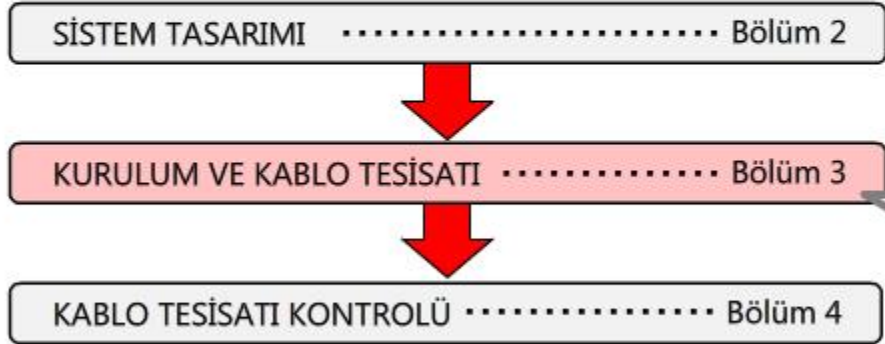 SİSTEM TASARIMI ························ Bölüm 2
KURULUM VE KABLO TESİSATI ·············· Bölüm 3
KABLO TESİSATI KONTROLÜ ················ Bölüm 4